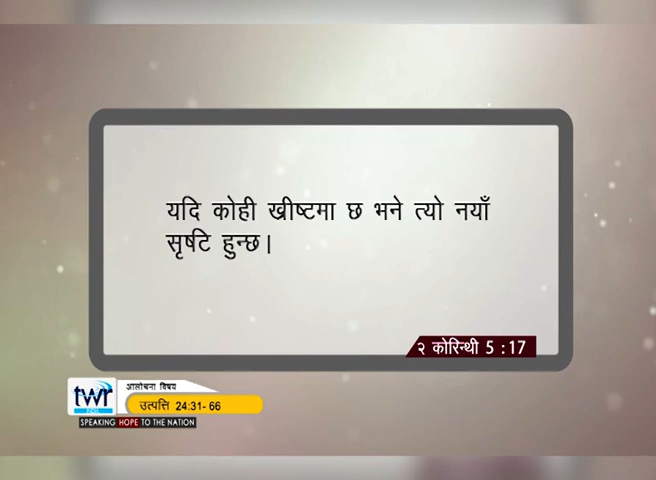 यदि कोही ख्रीष्टमा छ भने त्यो नयाँ
सृष्टि हुन्छ।
२ कोरिन्थी 5 : 17
twr
आलोचना विषय
उत्पत्ति 24:31- 66
SPEAKING HOPE TO THE NATION